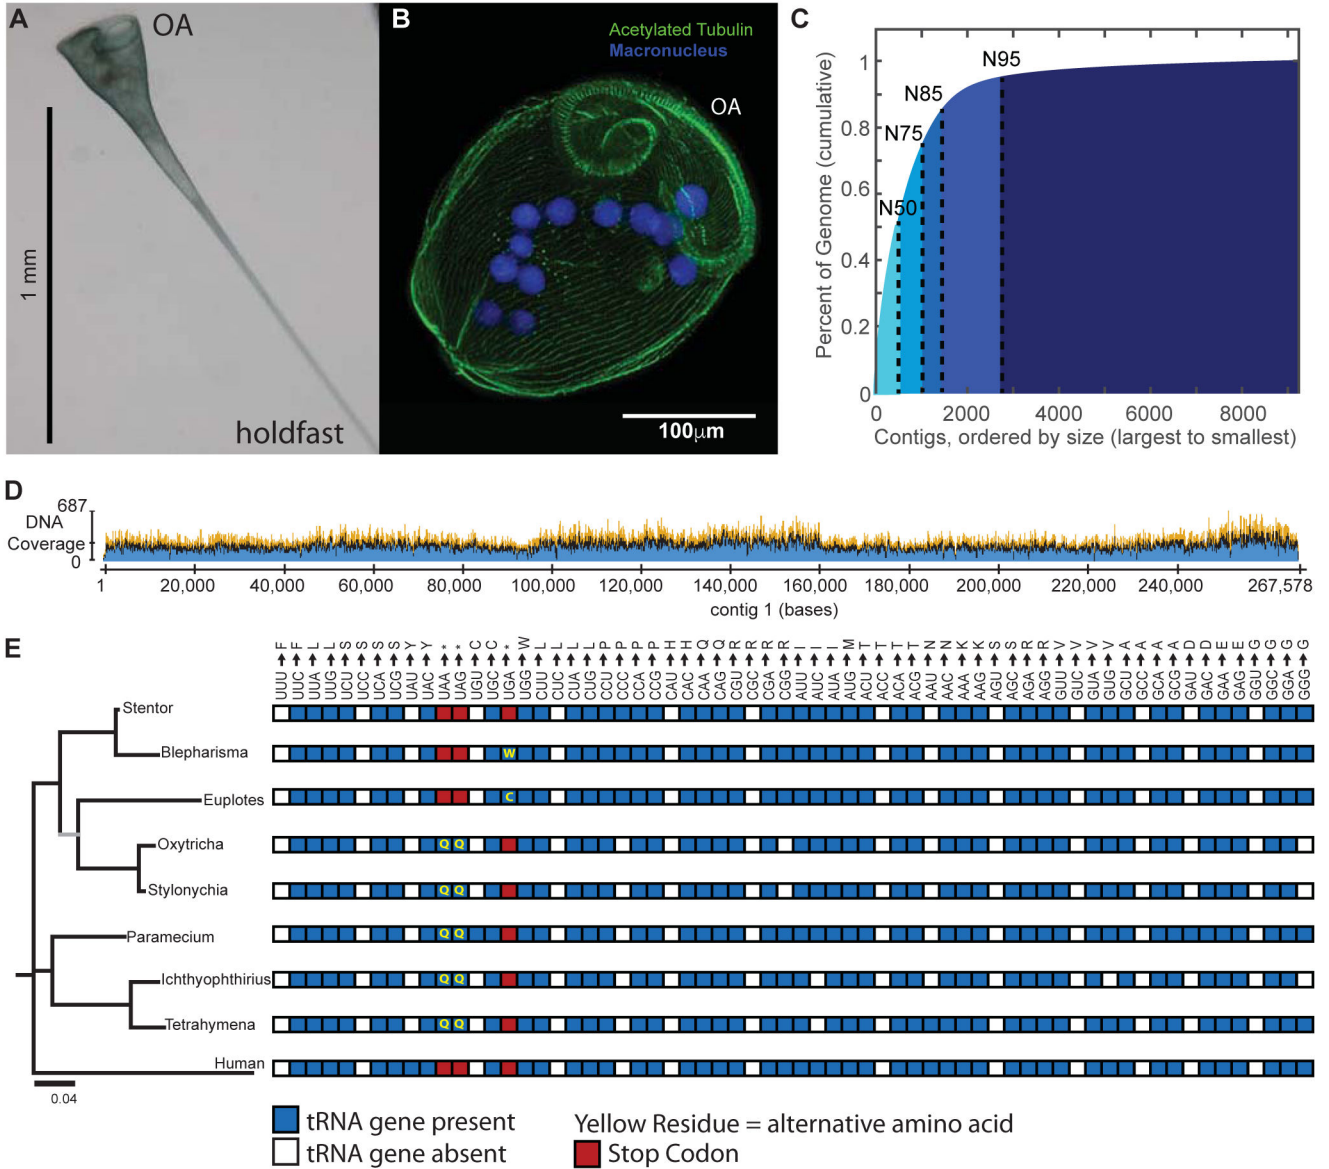 A
OA
1 mm
holdfast
B
Acetylated Tubulin
Macronucleus
OA
100µm
C
Percent of Genome (cumulative)
1
0.8
0.6
0.4
0.2
0
N50
N75
N85
N95
0 2000 4000 6000 8000
Contigs, ordered by size (largest to smallest)
D
687
DNA
Coverage
0
1 20,000 40,000 60,000 80,000 100,000 120,000 140,000 160,000 180,000 200,000 220,000 240,000 267,578
contig 1 (bases)
E
UUU→F
UUC→F
UUA→L
UUG→L
UCU→S
UCC→S
UCA→S
UCG→S
UAU→Y
UAC→Y
UAA→*
UAG→*
UGU→C
UGC→C
UGA→*
UGG→W
CUU→L
CUC→L
CUA→L
CUG→L
CCU→P
CCC→P
CCA→P
CCG→P
CAU→H
CAC→H
CAA→Q
CAG→Q
CGU→R
CGC→R
CGA→R
CGG→R
AUU→I
AUC→I
AUA→I
AUG→M
ACU→T
ACC→T
ACA→T
ACG→T
AAU→N
AAC→N
AAA→K
AAG→K
AGU→S
AGC→S
AGA→R
AGG→R
GUU→V
GUC→V
GUA→V
GUG→V
GCU→A
GCC→A
GCA→A
GCG→A
GAU→D
GAC→D
GAA→E
GAG→E
GGU→G
GGC→G
GGA→G
GGG→G
Stentor
Blepharisma W
Euplotes C
Oxytricha Q Q
Stylonychia Q Q
Paramecium Q Q
Ichthyophthirius Q Q
Tetrahymena Q Q
Human
0.04
tRNA gene present
tRNA gene absent
Yellow Residue = alternative amino acid
Stop Codon